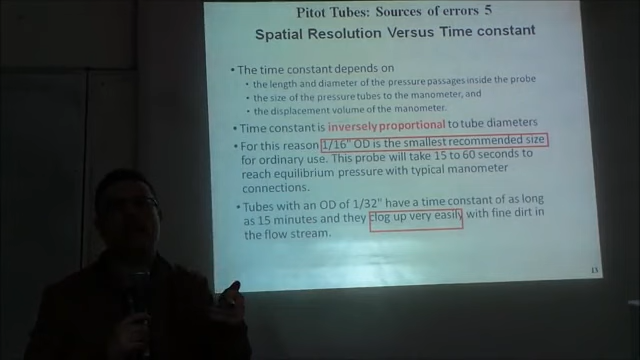 Pitot Tubes: Sources of errors 5
Spatial Resolution Versus Time constant
• The time constant depends on
• the length and diameter of the pressure passages inside the probe
• the size of the pressure tubes to the manometer, and
• the displacement volume of the manometer.
• Time constant is inversely proportional to tube diameters
• For this reason 1/16" OD is the smallest recommended size
for ordinary use. This probe will take 15 to 60 seconds to
reach equilibrium pressure with typical manometer
connections.
• Tubes with an OD of 1/32" have a time constant of as long
as 15 minutes and they clog up very easily with fine dirt in
the flow stream.
13